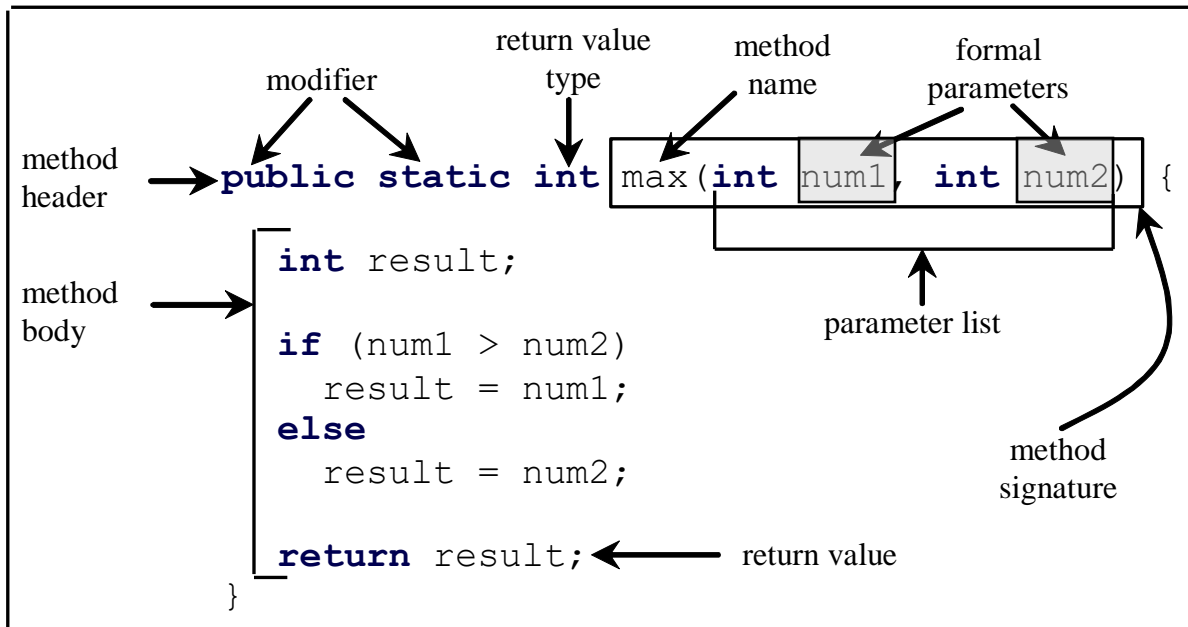 return value
type
method
name
formal
parameters
modifier
method
header
public static int max(int num1, int num2) {
int result;
method
body
parameter list
if (num1 > num2)
result = num1;
else
result = num2;
method
signature
return result;
return value
}